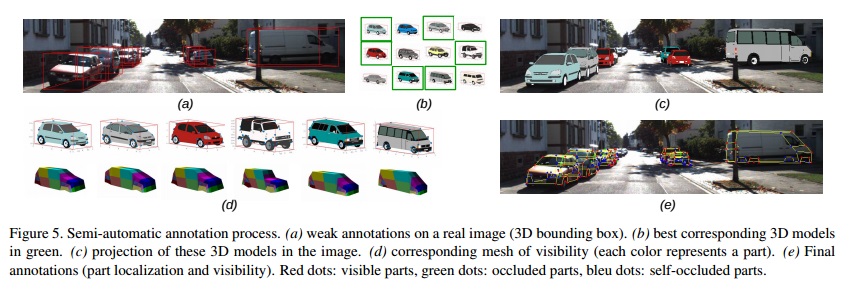 (a)
(b)
(c)
(d)
(e)
Figure 5. Semi-automatic annotation process. (a) weak annotations on a real image (3D bounding box). (b) best corresponding 3D models
in green. (c) projection of these 3D models in the image. (d) corresponding mesh of visibility (each color represents a part). (e) Final
annotations (part localization and visibility). Red dots: visible parts, green dots: occluded parts, bleu dots: self-occluded parts.